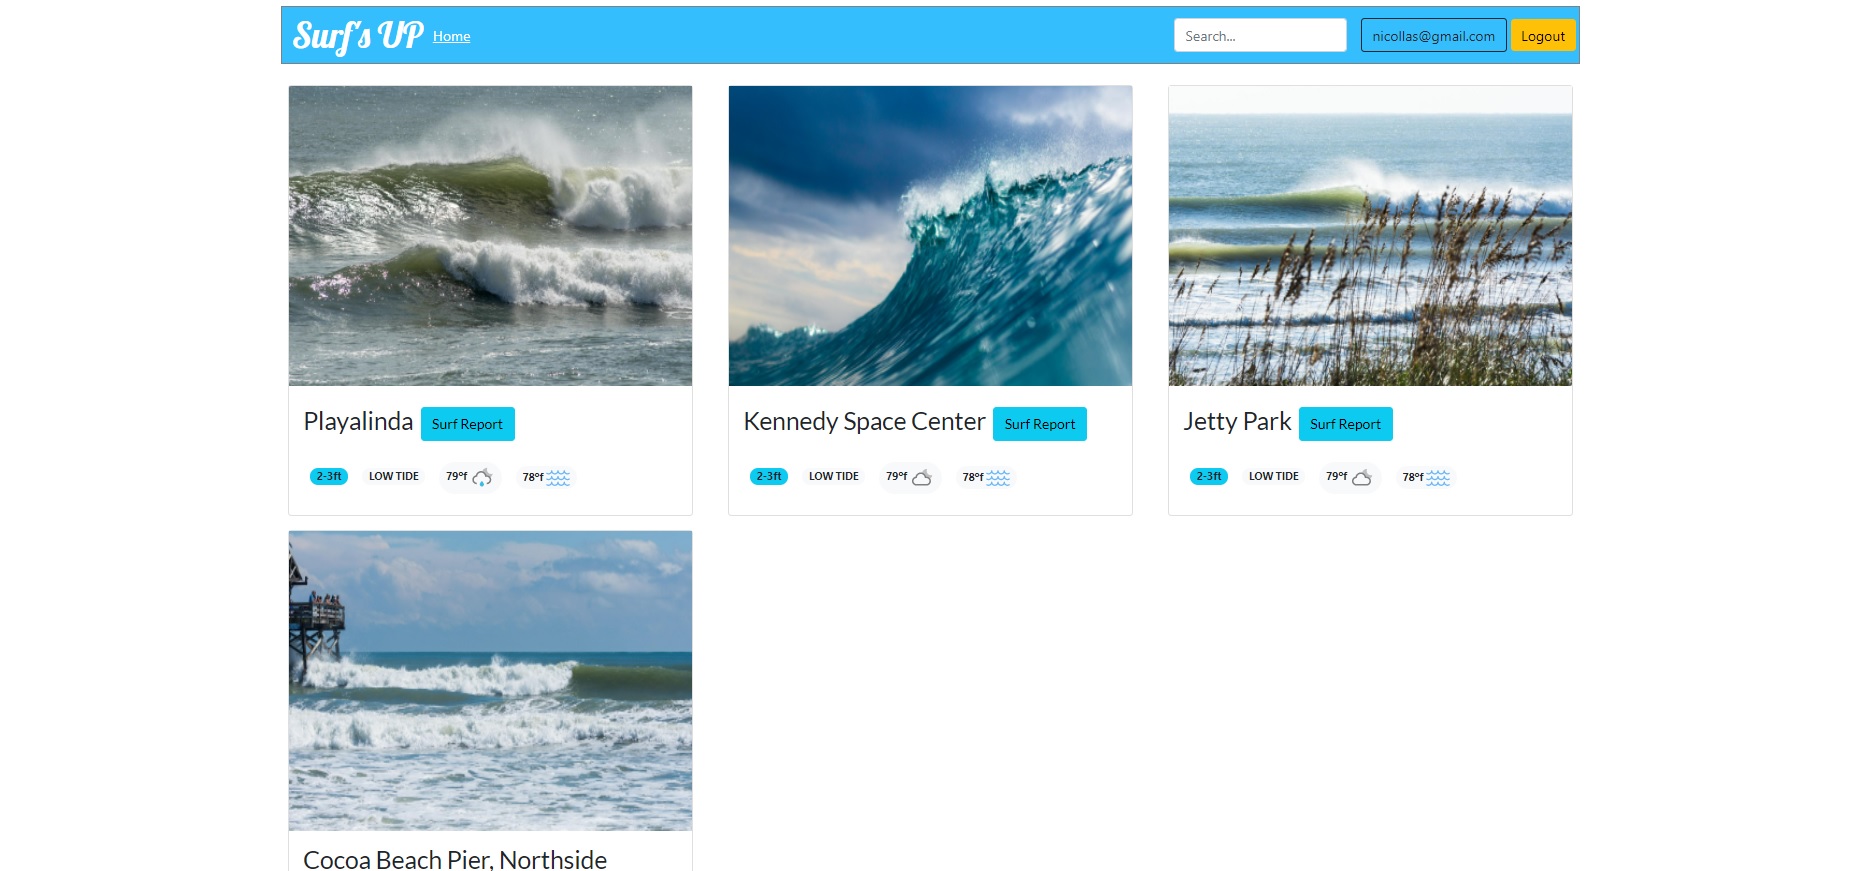 Surf's UP Home Search... nicollas@gmail.com Logout
Playalinda Surf Report
2-3ft LOW TIDE 79°f 78°f
Kennedy Space Center Surf Report
2-3ft LOW TIDE 79°f 78°f
Jetty Park Surf Report
2-3ft LOW TIDE 79°f 78°f
Cocoa Beach Pier, Northside